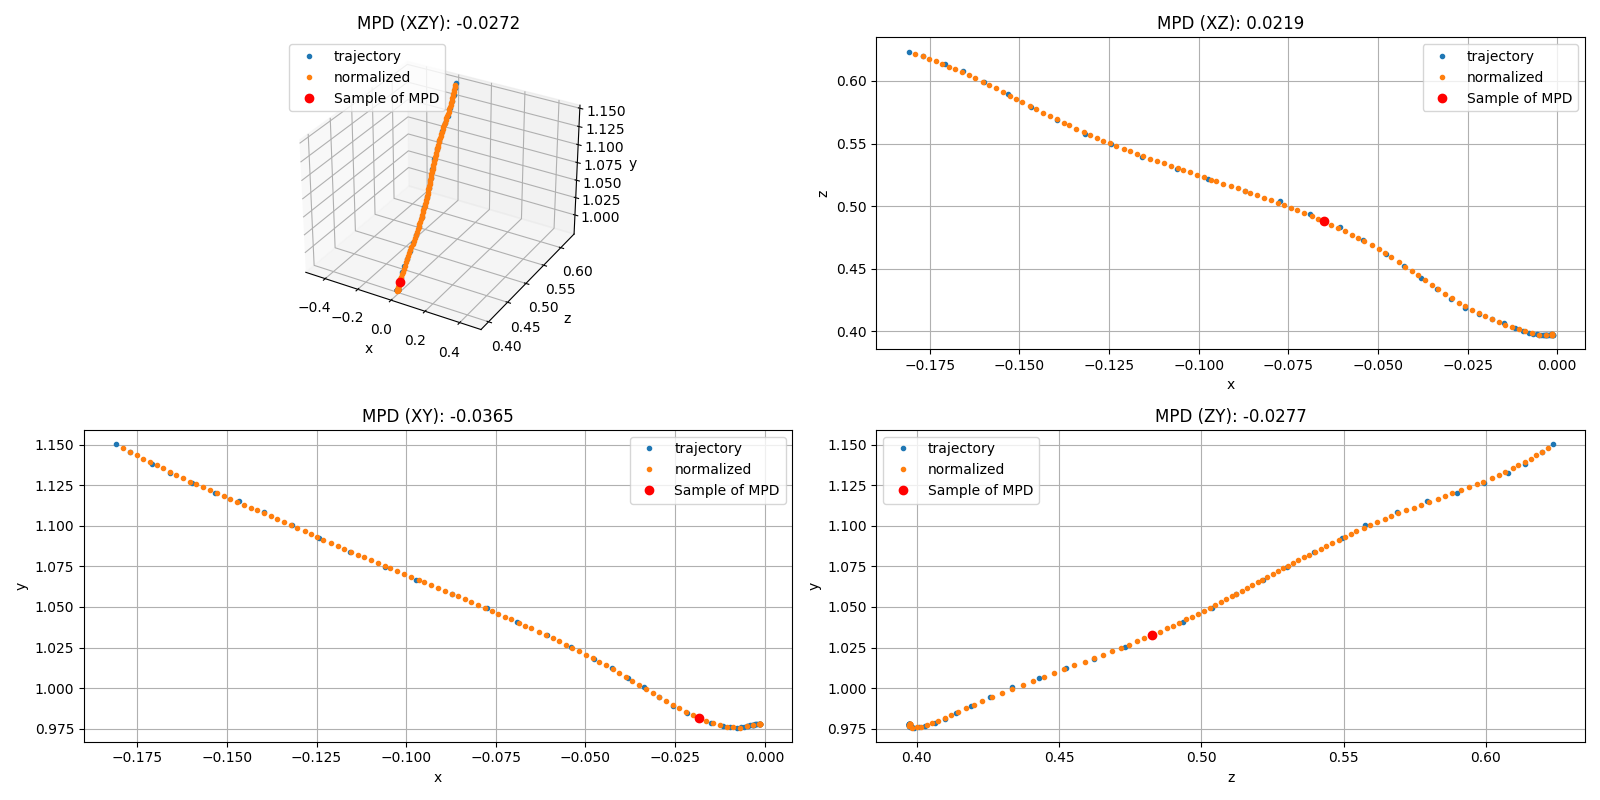 MPD (XZY): -0.0272
trajectory
normalized
Sample of MPD
1.150
1.125
1.100
1.075
1.050
1.025
1.000
y
0.60
0.55
0.50
0.45
0.40
z
−0.4
−0.2
0.0
0.2
0.4
x
MPD (XZ): 0.0219
trajectory
normalized
Sample of MPD
0.60
0.55
0.50
0.45
0.40
z
−0.175
−0.150
−0.125
−0.100
−0.075
−0.050
−0.025
0.000
x
MPD (XY): -0.0365
trajectory
normalized
Sample of MPD
1.150
1.125
1.100
1.075
1.050
1.025
1.000
0.975
y
−0.175
−0.150
−0.125
−0.100
−0.075
−0.050
−0.025
0.000
x
MPD (ZY): -0.0277
trajectory
normalized
Sample of MPD
1.150
1.125
1.100
1.075
1.050
1.025
1.000
0.975
y
0.40
0.45
0.50
0.55
0.60
z